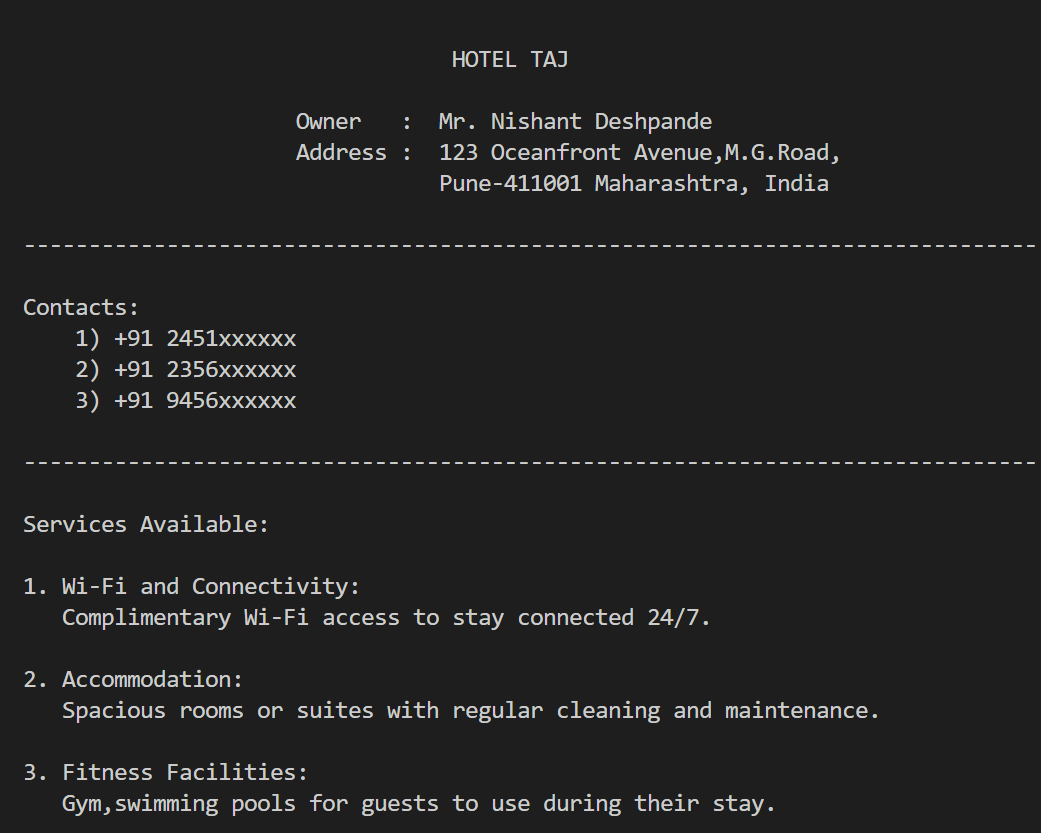 HOTEL TAJ
Owner   :  Mr. Nishant Deshpande
Address :  123 Oceanfront Avenue,M.G.Road,
Pune-411001 Maharashtra, India
------------------------------------------------------------------------------
Contacts:
1) +91 2451xxxxxx
2) +91 2356xxxxxx
3) +91 9456xxxxxx
------------------------------------------------------------------------------
Services Available:
1. Wi-Fi and Connectivity:
Complimentary Wi-Fi access to stay connected 24/7.
2. Accommodation:
Spacious rooms or suites with regular cleaning and maintenance.
3. Fitness Facilities:
Gym,swimming pools for guests to use during their stay.